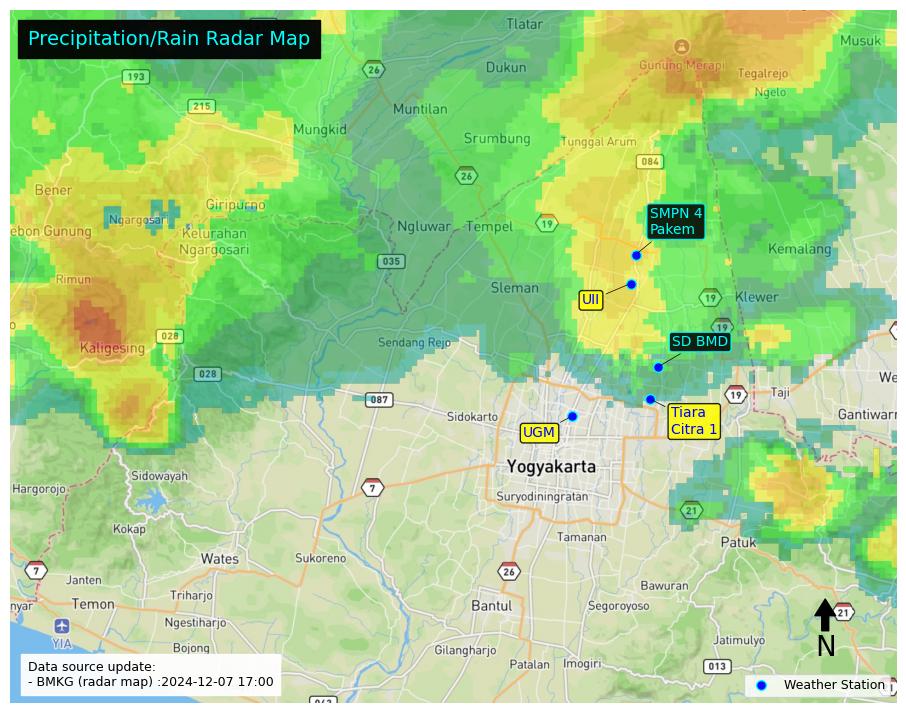 Precipitation/Rain Radar Map
Tlatar
Musuk
26
193
Dukun
Gunung Merapi
Tegalrejo
Ngelo
215
Muntilan
Mungkid
Srumbung
Tunggal Arum
084
26
Bener
Giripurno
Ngargosari
SMPN 4
Pakem
ebon Gunung
Kelurahan
Ngargosari
Ngluwar
Tempel
19
Kemalang
035
Rimun
Sleman
UII
19
Klewer
19
Kaligesing
028
Sendang Rejo
SD BMD
028
We
087
19
Taji
Sidokarto
UGM
Tiara
Citra 1
Gantiwarr
Yogyakarta
Sidowayah
Hargorojo
7
Suryodiningratan
21
Kokap
Tamanan
Patuk
Wates
Sukoreno
7
Janten
26
Bawuran
nyar
Temon
Triharjo
Bantul
Segoroyoso
21
Ngestiharjo
YIA
Bojong
Gilangharjo
Jatimulyo
N
Patalan
Imogiri
013
Data source update:
- BMKG (radar map) :2024-12-07 17:00
Weather Station